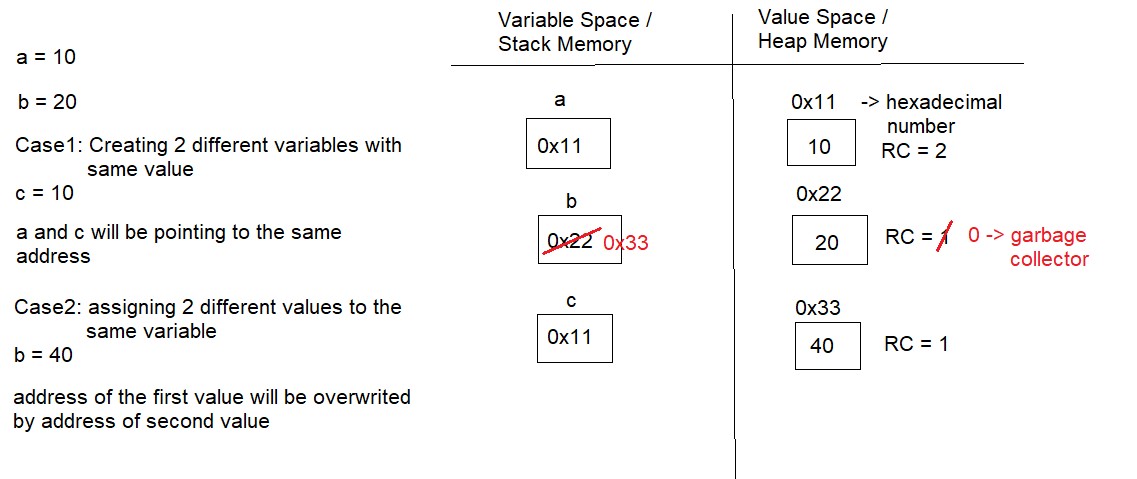 Variable Space /
Stack Memory
Value Space /
Heap Memory
a = 10
b = 20
Case1: Creating 2 different variables with
same value
c = 10
a and c will be pointing to the same
address
Case2: assigning 2 different values to the
same variable
b = 40
address of the first value will be overwrited
by address of second value
a
0x11
b
0x22 0x33
c
0x11
0x11 -> hexadecimal
number
10 RC = 2
0x22
20 RC = 1 0 -> garbage
collector
0x33
40 RC = 1